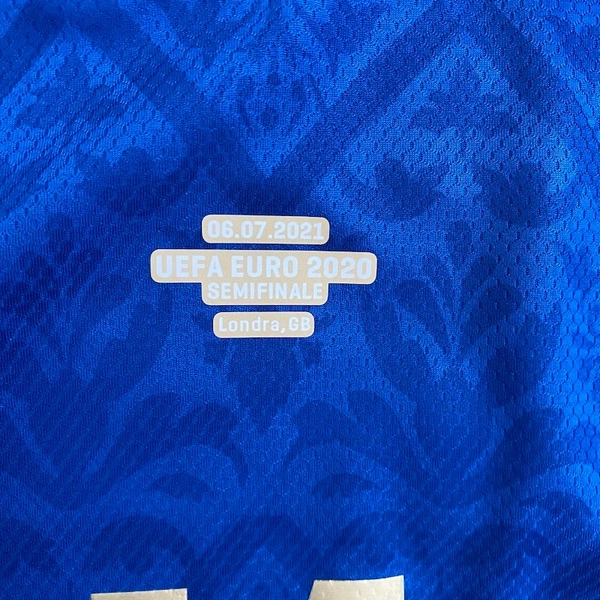 06.07.2021
UEFA EURO 2020
SEMIFINALE
Londra,GB